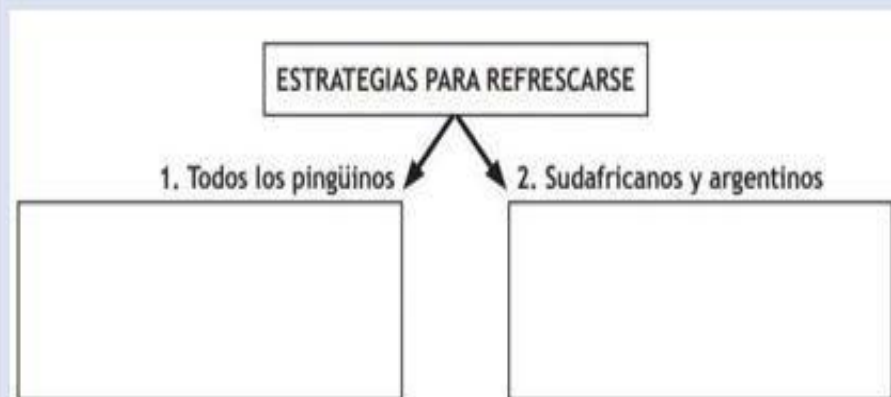 ESTRATEGIAS PARA REFRESCARSE
1. Todos los pingüinos
2. Sudafricanos y argentinos